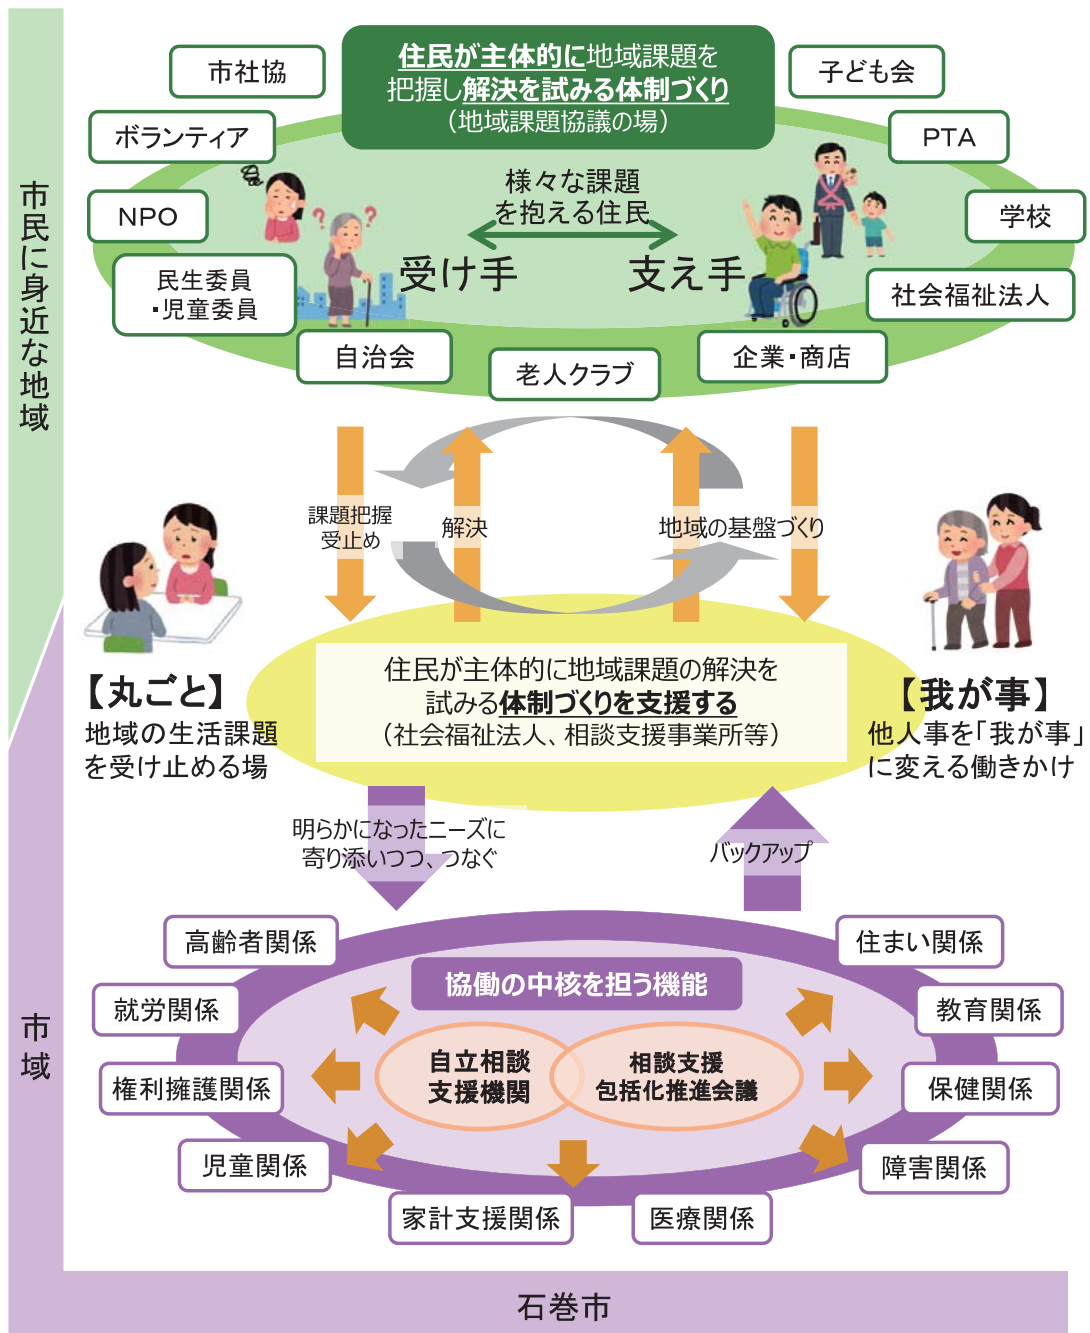 住民が主体的に地域課題を
把握し解決を試みる体制づくり
（地域課題協議の場）
市社協
子ども会
ボランティア
PTA
NPO
学校
民生委員
・児童委員
社会福祉法人
自治会
老人クラブ
企業・商店
様々な課題
を抱える住民
受け手
支え手
？
？
市民に身近な地域
課題把握
受止め
解決
地域の基盤づくり
【丸ごと】
地域の生活課題
を受け止める場
住民が主体的に地域課題の解決を
試みる体制づくりを支援する
（社会福祉法人、相談支援事業所等）
【我が事】
他人事を「我が事」
に変える働きかけ
明らかになったニーズに
寄り添いつつ、つなぐ
バックアップ
市域
高齢者関係
住まい関係
協働の中核を担う機能
就労関係
教育関係
自立相談
支援機関
相談支援
包括化推進会議
権利擁護関係
保健関係
児童関係
障害関係
家計支援関係
医療関係
石巻市